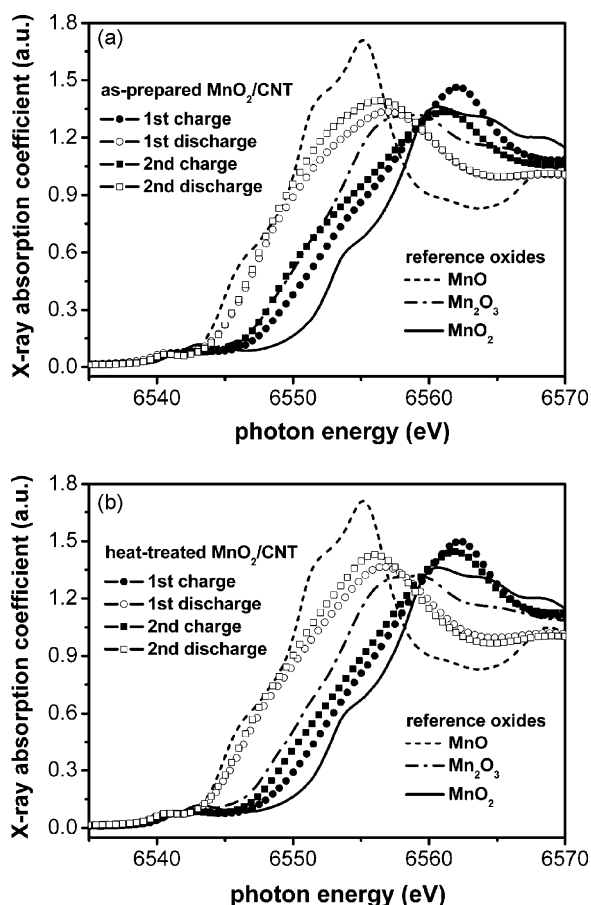 (a)
1.8
1.5
1.2
0.9
0.6
0.3
0.0
X-ray absorption coefficient (a.u.)
as-prepared MnO₂/CNT
1st charge
1st discharge
2nd charge
2nd discharge
reference oxides
MnO
Mn₂O₃
MnO₂
6540 6550 6560 6570
photon energy (eV)
(b)
1.8
1.5
1.2
0.9
0.6
0.3
0.0
X-ray absorption coefficient (a.u.)
heat-treated MnO₂/CNT
1st charge
1st discharge
2nd charge
2nd discharge
reference oxides
MnO
Mn₂O₃
MnO₂
6540 6550 6560 6570
photon energy (eV)